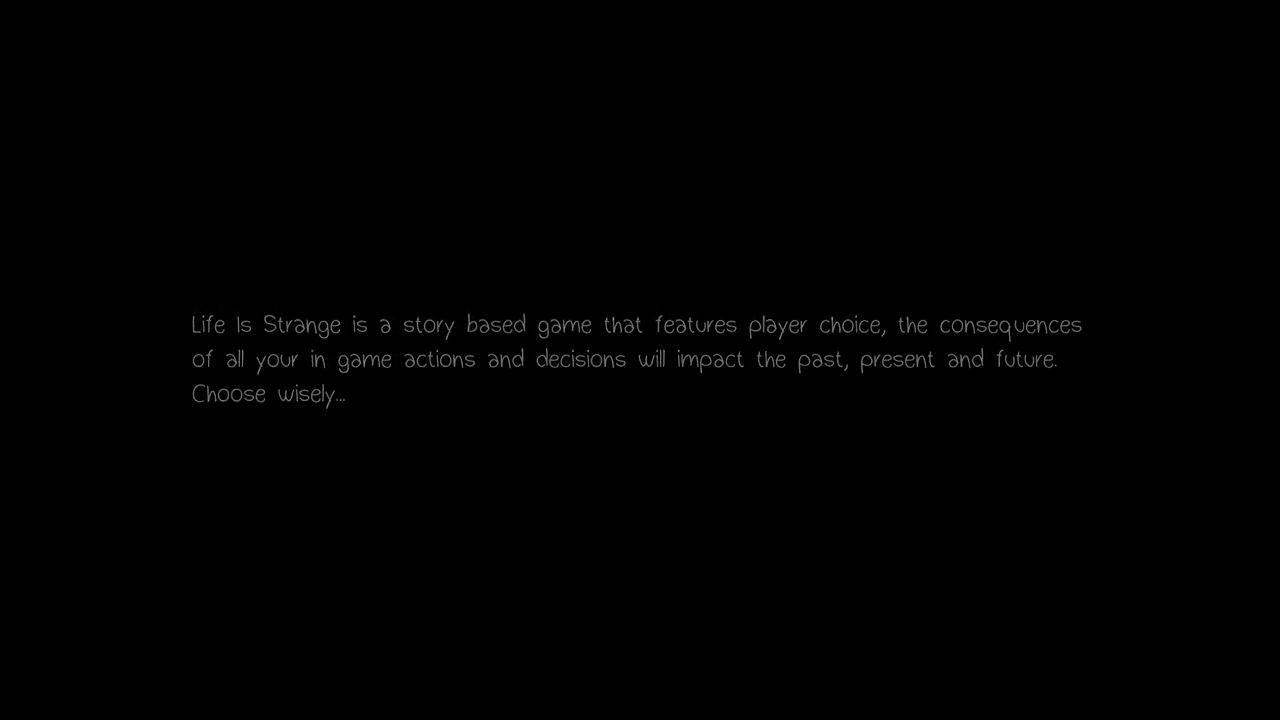 Life Is Strange is a story based game that features player choice, the consequences
of all your in game actions and decisions will impact the past, present and future.
Choose wisely...